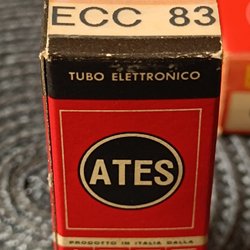 ECC 83
TUBO ELETTRONICO
ATES
PRODOTTO IN ITALIA DALLA